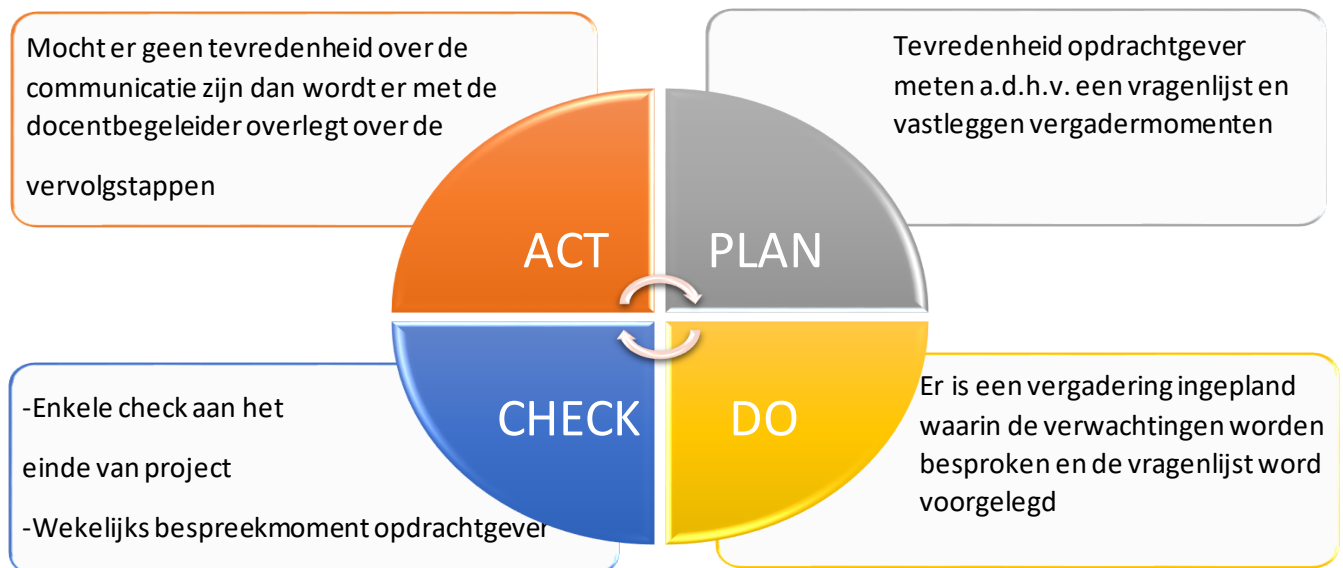 Mocht er geen tevredenheid over de
communicatie zijn dan wordt er met de
docentbegeleider overlegt over de
vervolgstappen
Tevredenheid opdrachtgever
meten a.d.h.v. een vragenlijst en
vastleggen vergadermomenten
ACT
PLAN
CHECK
DO
-Enkele check aan het
einde van project
-Wekelijks bespreekmoment opdrachtgever
Er is een vergadering ingepland
waarin de verwachtingen worden
besproken en de vragenlijst word
voorgelegd